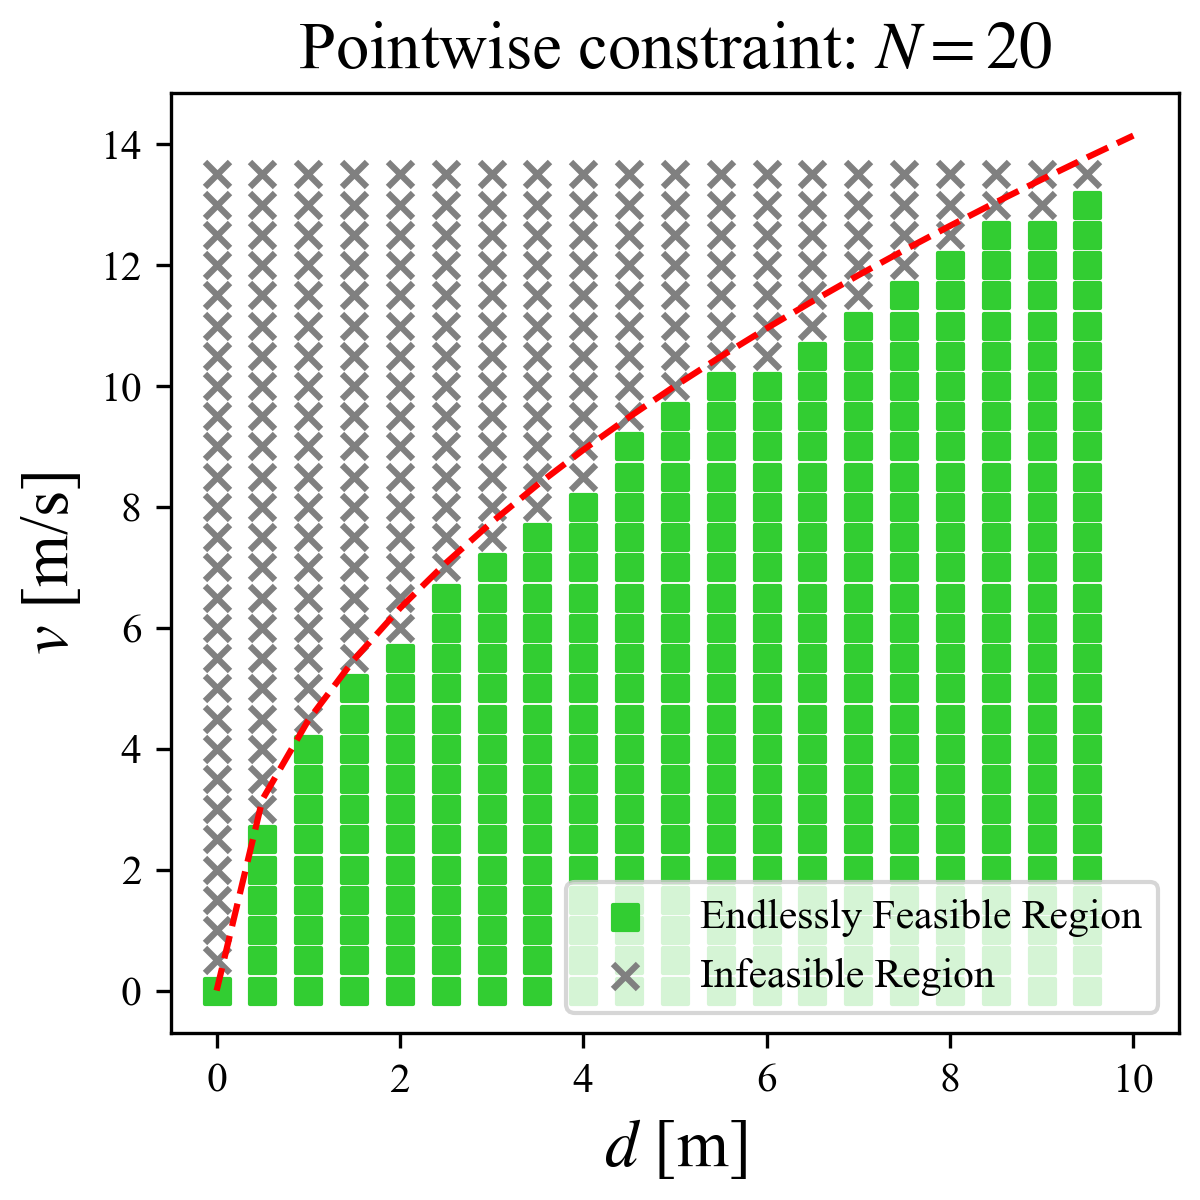 Pointwise constraint: N = 20
v [m/s]
14
12
10
8
6
4
2
0
Endlessly Feasible Region
Infeasible Region
0 2 4 6 8 10
d [m]